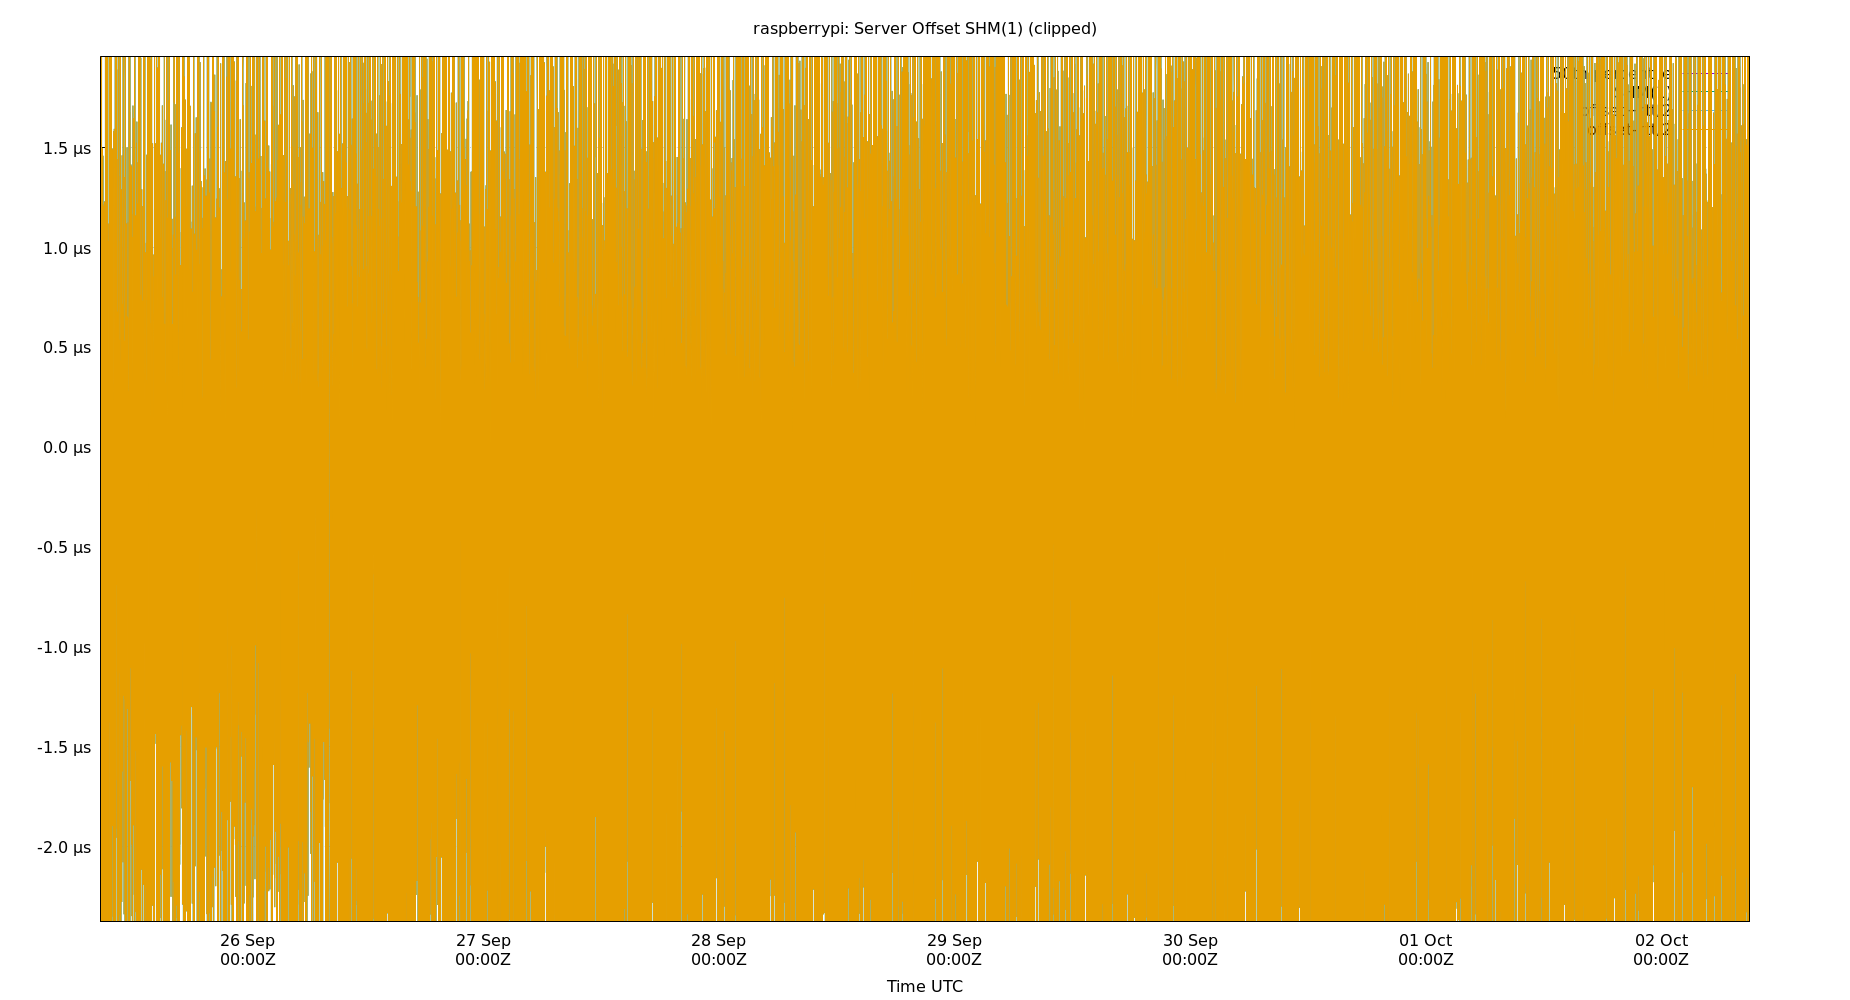 raspberrypi: Server Offset SHM(1) (clipped)
1.5 µs
1.0 µs
0.5 µs
0.0 µs
-0.5 µs
-1.0 µs
-1.5 µs
-2.0 µs
26 Sep 27 Sep 28 Sep 29 Sep 30 Sep 01 Oct 02 Oct
00:00Z 00:00Z 00:00Z 00:00Z 00:00Z 00:00Z 00:00Z
Time UTC